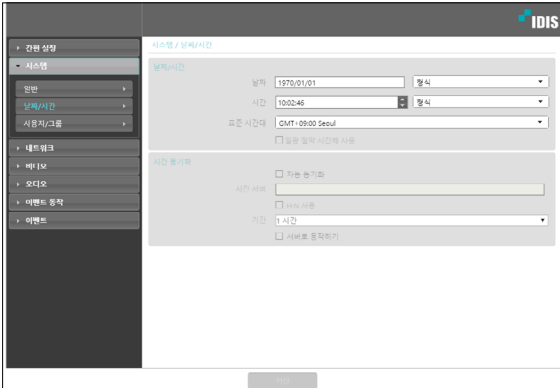 IDIS
간편 설정
시스템
일반
날짜/시간
사용자/그룹
네트워크
비디오
오디오
이벤트 동작
이벤트
시스템 / 날짜/시간
날짜/시간
날짜 1970/01/01 형식
시간 10:02:46 형식
표준 시간대 GMT+09:00 Seoul
일광 절약 시간제 사용
시간 동기화
자동 동기화
시간 서버
사용
기간 1 시간
서버로 동작하기